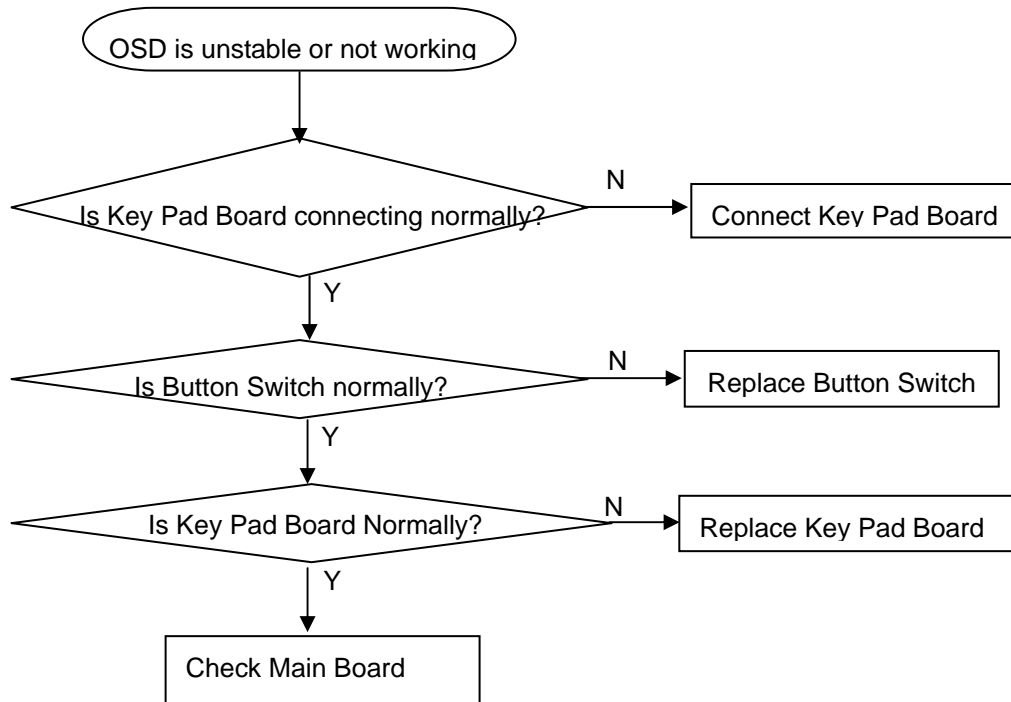 OSD is unstable or not working
Is Key Pad Board connecting normally?
N
Connect Key Pad Board
Y
Is Button Switch normally?
N
Replace Button Switch
Y
Is Key Pad Board Normally?
N
Replace Key Pad Board
Y
Check Main Board